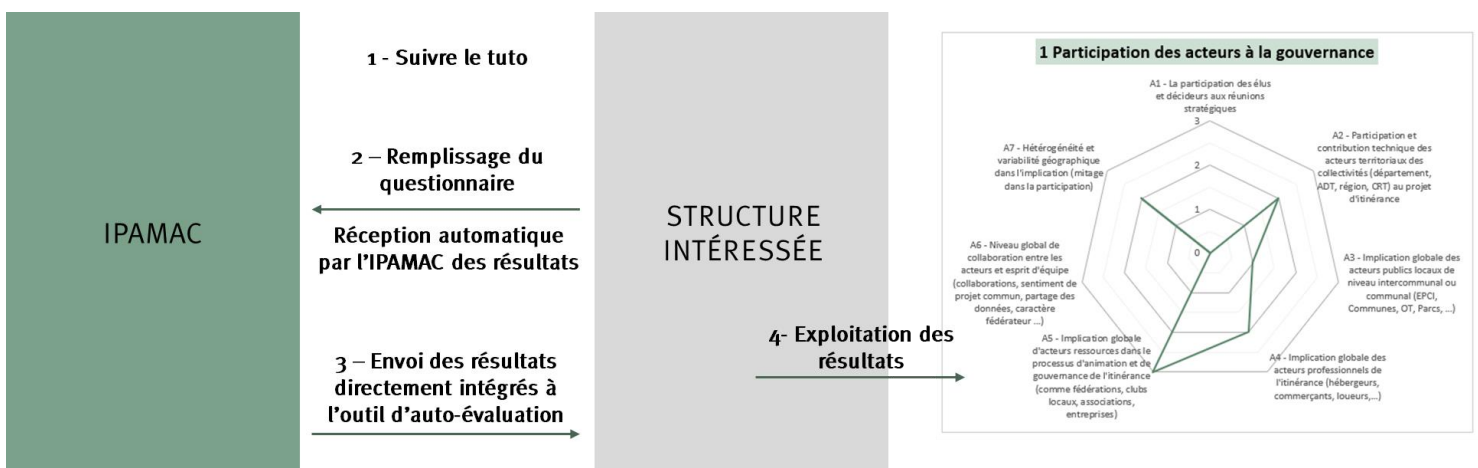 IPAMAC
1 - Suivre le tuto
2 – Remplissage du
questionnaire
Réception automatique
par l'IPAMAC des résultats
3 – Envoi des résultats
directement intégrés à
l'outil d'auto-évaluation
STRUCTURE
INTÉRESSÉE
4- Exploitation des
résultats
1 Participation des acteurs à la gouvernance
A1 - La participation des élus
et décideurs aux réunions
stratégiques
A2 - Participation et
contribution technique des
acteurs territoriaux des
collectivités (département,
ADT, région, CRT) au projet
d'itinérance
A3 - Implication globale des
acteurs publics locaux de
niveau intercommunal ou
communal (EPCI,
Communes, OT, Parcs, ...)
A4 - Implication globale des
acteurs professionnels de
l'itinérance (hébergeurs,
commerçants, loueurs,...)
A5 - Implication globale
d'acteurs ressources dans le
processus d'animation et de
gouvernance de l'itinérance
(comme fédérations, clubs
locaux, associations,
entreprises)
A6 - Niveau global de
collaboration entre les
acteurs et esprit d'équipe
(collaborations, sentiment de
projet commun, partage des
données, caractère
fédérateur ...)
A7 - Hétérogénéité et
variabilité géographique
dans l'implication (mitage
dans la participation)
3
2
1
0